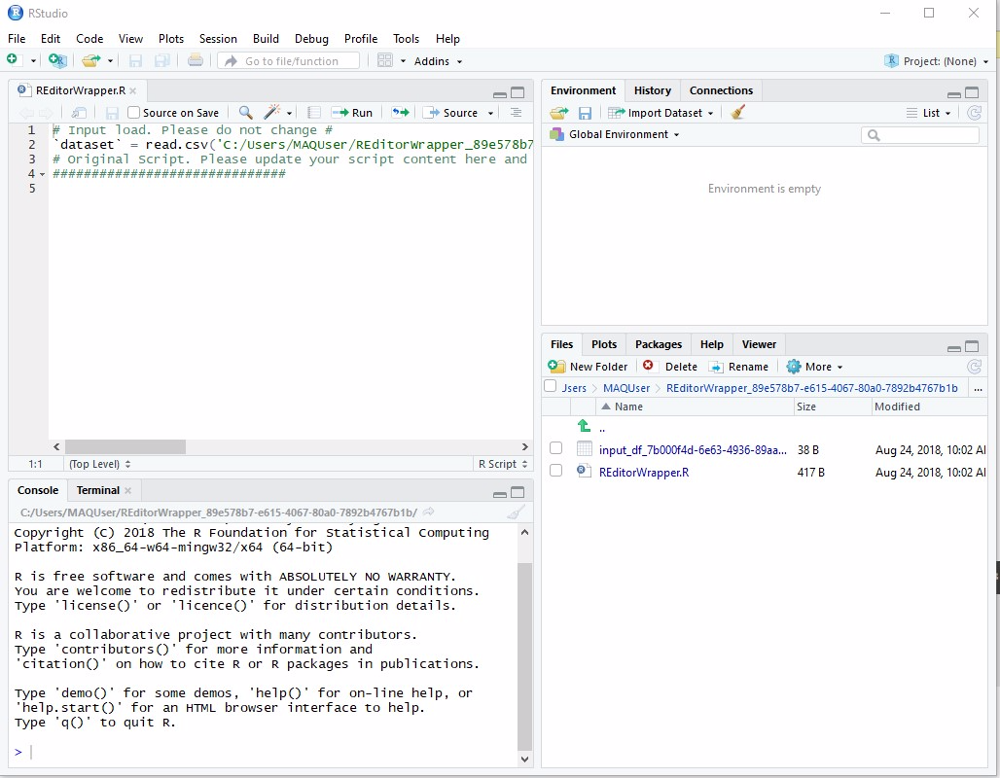 RStudio
File Edit Code View Plots Session Build Debug Profile Tools Help
Go to file/function Addins Project: (None)
REditorWrapper.R
Source on Save Run Source
1 # Input load. Please do not change #
2 `dataset` = read.csv('C:/Users/MAQUser/REditorWrapper_89e578b7
3 # Original Script. Please update your script content here and
4 ##############################
5
1:1 (Top Level) R Script
Console Terminal
C:/Users/MAQUser/REditorWrapper_89e578b7-e615-4067-80a0-7892b4767b1b/
Copyright (C) 2018 The R Foundation for Statistical Computing
Platform: x86_64-w64-mingw32/x64 (64-bit)
R is free software and comes with ABSOLUTELY NO WARRANTY.
You are welcome to redistribute it under certain conditions.
Type 'license()' or 'licence()' for distribution details.
R is a collaborative project with many contributors.
Type 'contributors()' for more information and
'citation()' on how to cite R or R packages in publications.
Type 'demo()' for some demos, 'help()' for on-line help, or
'help.start()' for an HTML browser interface to help.
Type 'q()' to quit R.
>
Environment History Connections
Import Dataset List
Global Environment
Environment is empty
Files Plots Packages Help Viewer
New Folder Delete Rename More
Jsers MAQUser REditorWrapper_89e578b7-e615-4067-80a0-7892b4767b1b ...
Name Size Modified
..
input_df_7b000f4d-6e63-4936-89aa... 38 B Aug 24, 2018, 10:02 AM
REditorWrapper.R 417 B Aug 24, 2018, 10:02 AM